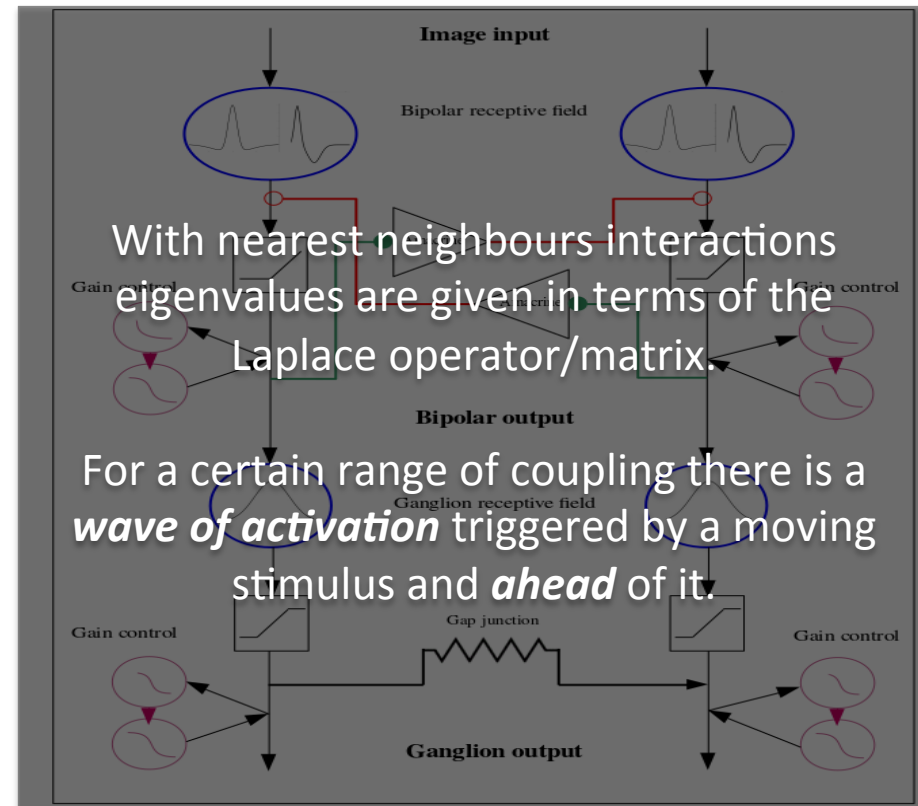 Image input
Bipolar receptive field
With nearest neighbours interactions
Gain control
Gain control
eigenvalues are given in terms of the
Amacrine
Laplace operator/matrix.
Bipolar output
For a certain range of coupling there is a
Ganglion receptive field
wave of activation triggered by a moving
stimulus and ahead of it.
Gap junction
Gain control
Gain control
Ganglion output